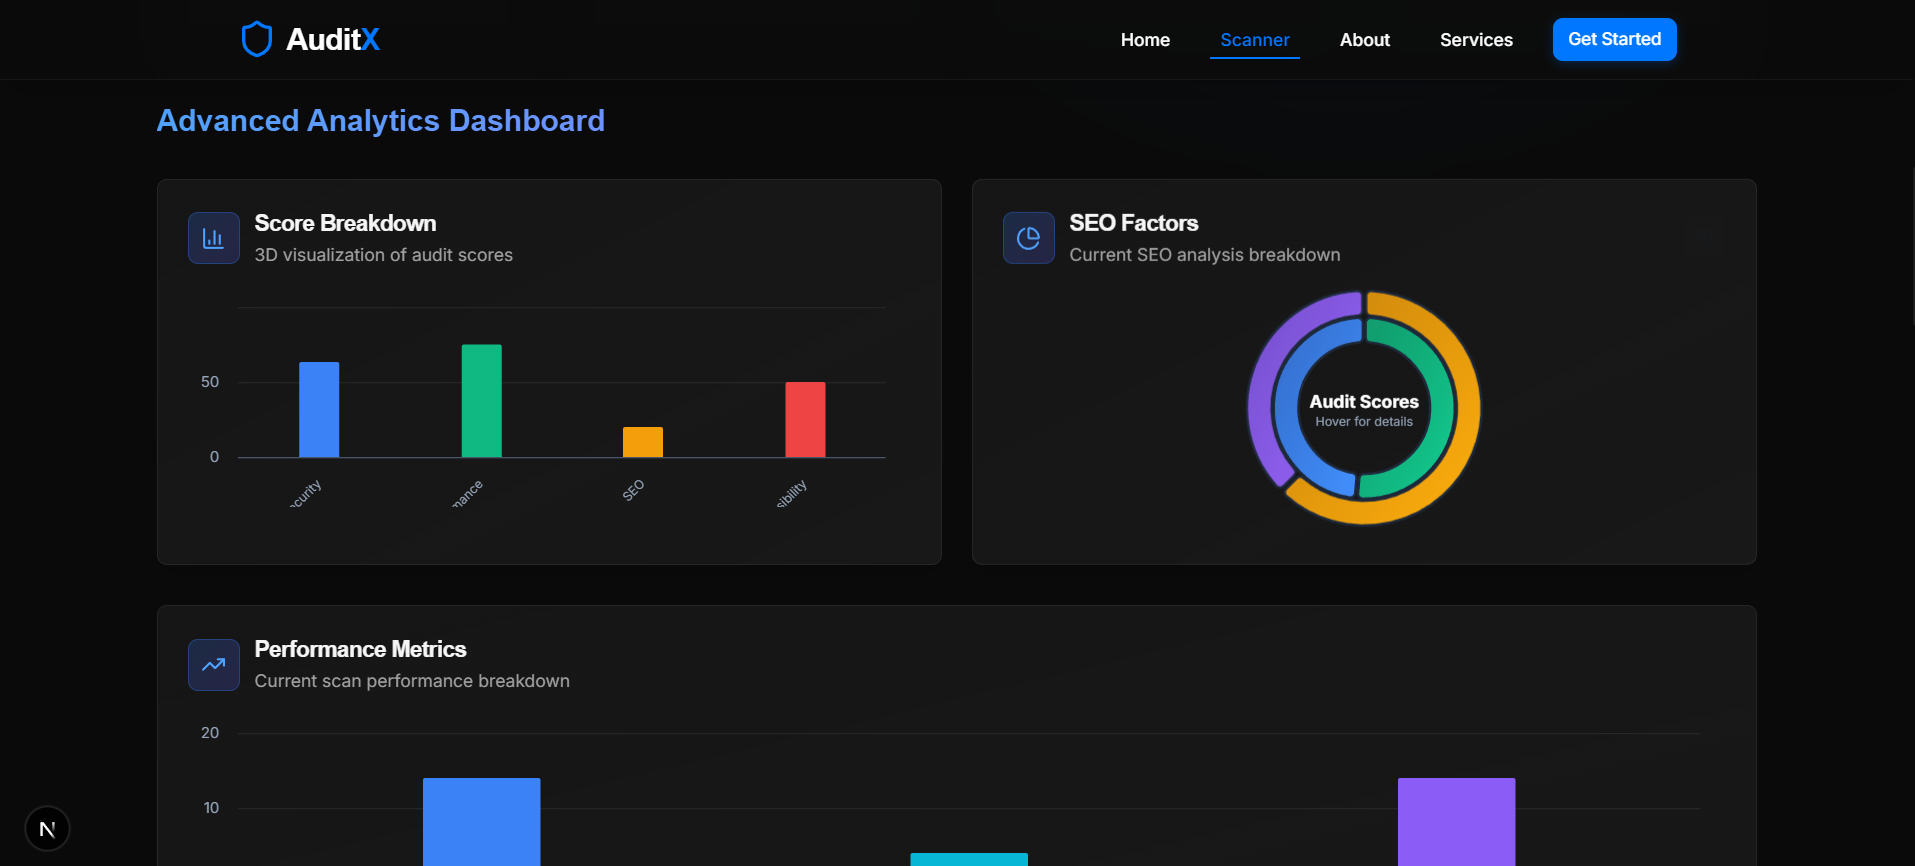 AuditX
Home
Scanner
About
Services
Get Started
Advanced Analytics Dashboard
Score Breakdown
3D visualization of audit scores
50
0
curity
mance
SEO
sibility
SEO Factors
Current SEO analysis breakdown
Audit Scores
Hover for details
Performance Metrics
Current scan performance breakdown
20
10
N